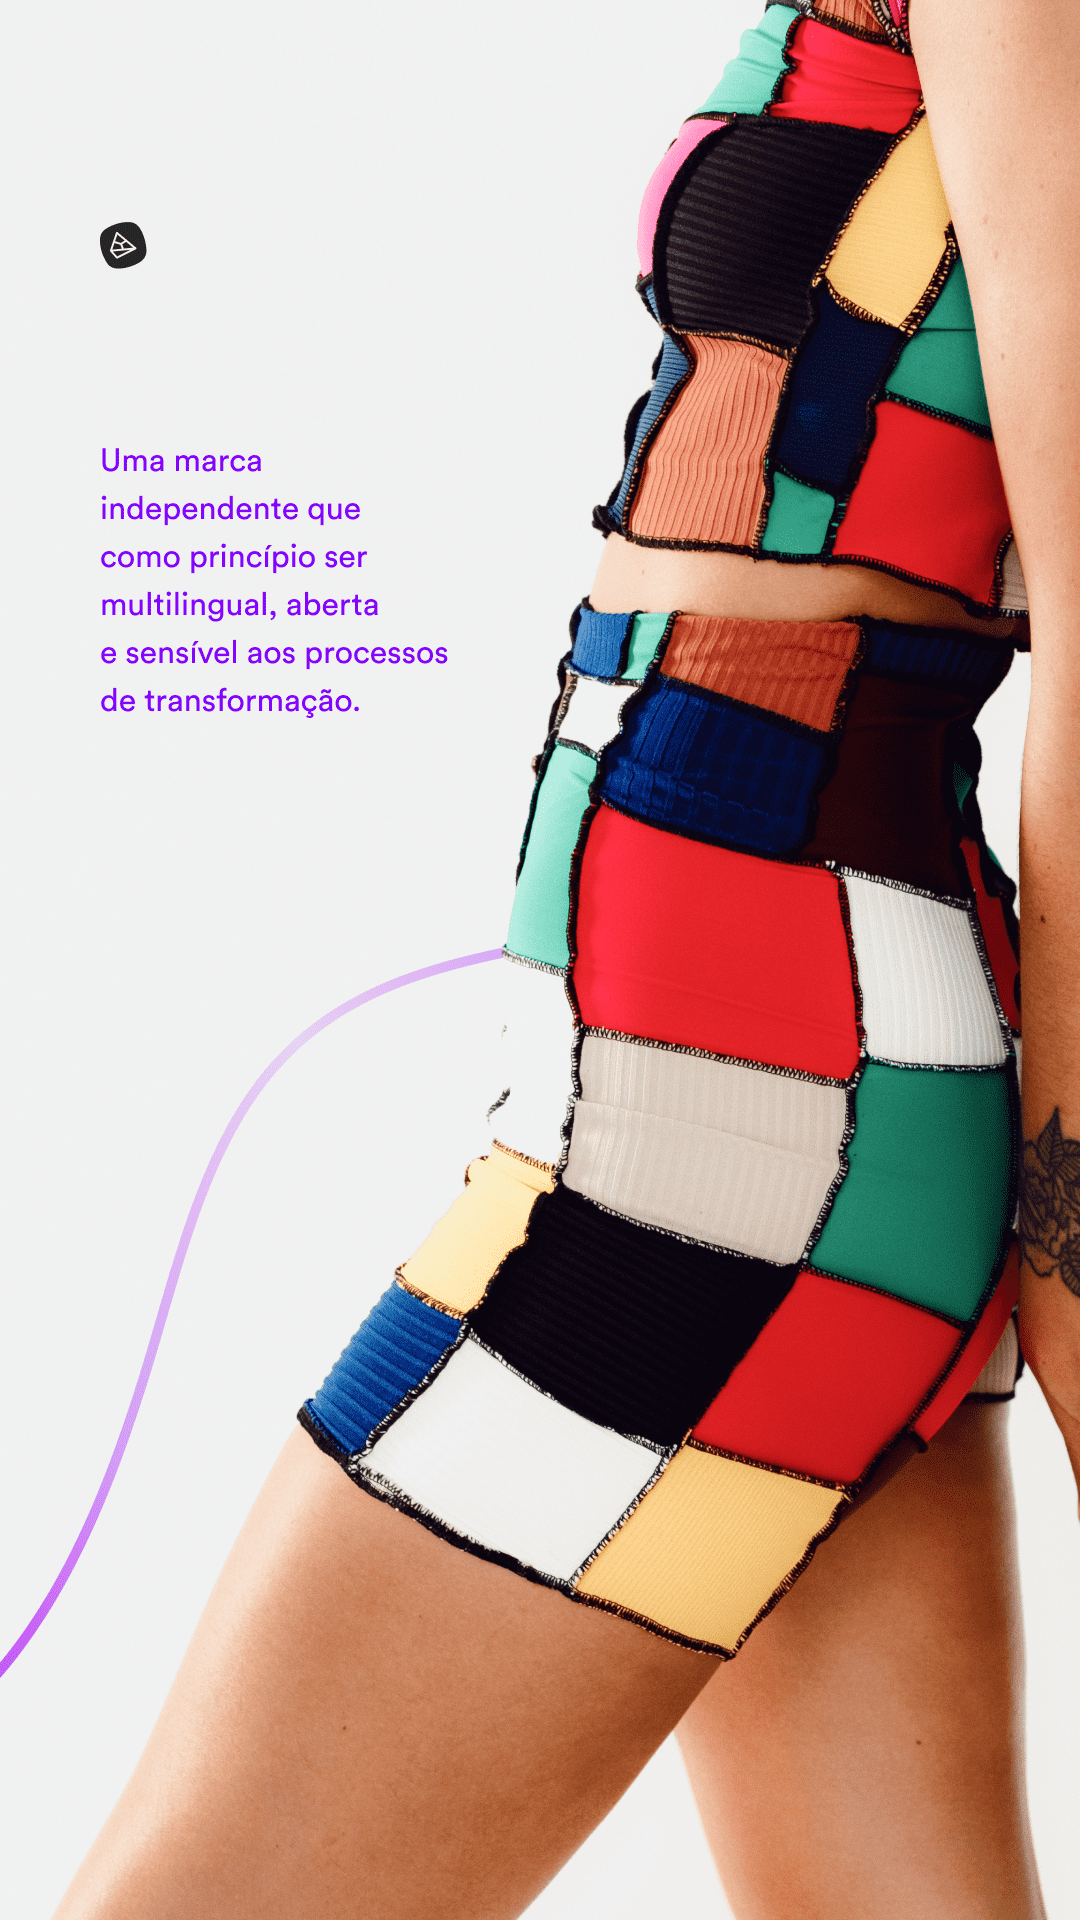 Uma marca
independente que
como princípio ser
multilingual, aberta
e sensível aos processos
de transformação.